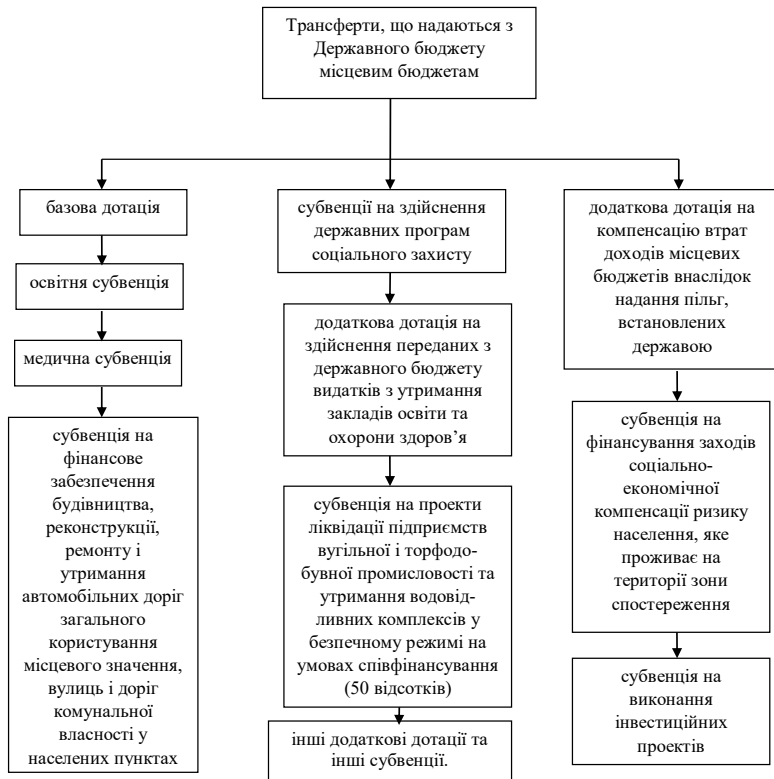 Трансферти, що надаються з
Державного бюджету
місцевим бюджетам
базова дотація
освітня субвенція
медична субвенція
субвенція на
фінансове
забезпечення
будівництва,
реконструкції,
ремонту і
утримання
автомобільних доріг
загального
користування
місцевого значення,
вулиць і доріг
комунальної
власності у
населених пунктах
субвенції на здійснення
державних програм
соціального захисту
додаткова дотація на
здійснення переданих з
державного бюджету
видатків з утримання
закладів освіти та
охорони здоров’я
субвенція на проекти
ліквідації підприємств
вугільної і торфодо-
бувної промисловості та
утримання водовід-
ливних комплексів у
безпечному режимі на
умовах співфінансування
(50 відсотків)
інші додаткові дотації та
інші субвенції.
додаткова дотація на
компенсацію втрат
доходів місцевих
бюджетів внаслідок
надання пільг,
встановлених
державою
субвенція на
фінансування заходів
соціально-
економічної
компенсації ризику
населення, яке
проживає на
території зони
спостереження
субвенція на
виконання
інвестиційних
проектів